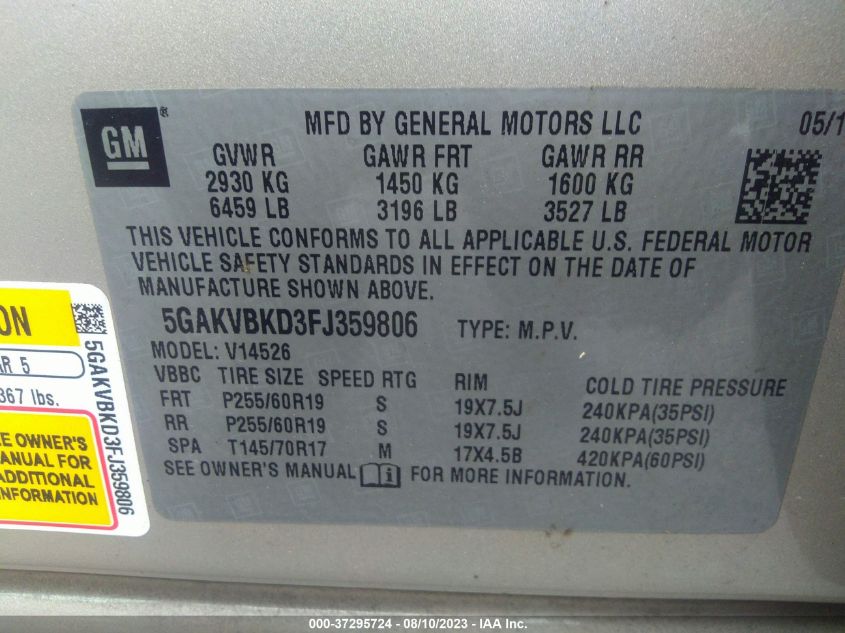 GM ®
MFD BY GENERAL MOTORS LLC 05/1
GVWR GAWR FRT GAWR RR
2930 KG 1450 KG 1600 KG
6459 LB 3196 LB 3527 LB
THIS VEHICLE CONFORMS TO ALL APPLICABLE U.S. FEDERAL MOTOR
VEHICLE SAFETY STANDARDS IN EFFECT ON THE DATE OF
MANUFACTURE SHOWN ABOVE.
5GAKVBKD3FJ359806 TYPE: M.P.V.
MODEL: V14526
VBBC TIRE SIZE SPEED RTG RIM COLD TIRE PRESSURE
FRT P255/60R19 S 19X7.5J 240KPA(35PSI)
RR P255/60R19 S 19X7.5J 240KPA(35PSI)
SPA T145/70R17 M 17X4.5B 420KPA(60PSI)
SEE OWNER'S MANUAL i FOR MORE INFORMATION.
ON
AR 5
367 lbs.
EE OWNER'S
ANUAL FOR
ADDITIONAL
NFORMATION
5GAKVBKD3FJ359806
000-37295724 - 08/10/2023 - IAA Inc.